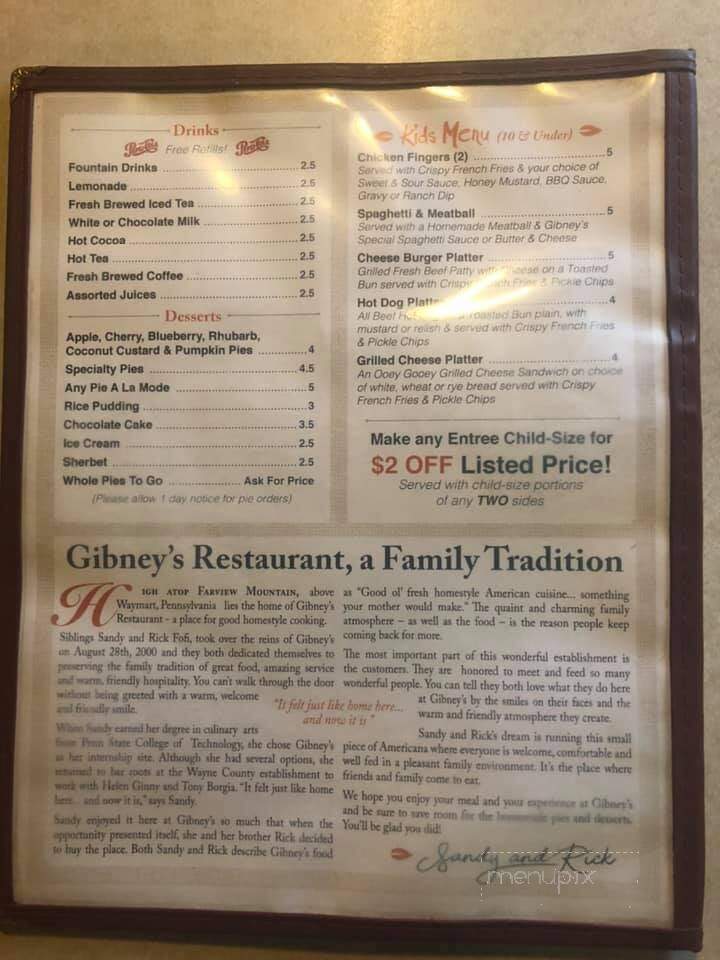 Drinks
Free Refills!
Fountain Drinks 2.5
Lemonade 2.5
Fresh Brewed Iced Tea 2.5
White or Chocolate Milk 2.5
Hot Cocoa 2.5
Hot Tea 2.5
Fresh Brewed Coffee 2.5
Assorted Juices 2.5
Desserts
Apple, Cherry, Blueberry, Rhubarb,
Coconut Custard & Pumpkin Pies 4
Specialty Pies 4.5
Any Pie A La Mode 5
Rice Pudding 3
Chocolate Cake 3.5
Ice Cream 2.5
Sherbet 2.5
Whole Pies To Go Ask For Price
(Please allow 1 day notice for pie orders)
Kids Menu (10 & Under)
Chicken Fingers (2) 5
Served with Crispy French Fries & your choice of
Sweet & Sour Sauce, Honey Mustard, BBQ Sauce,
Gravy or Ranch Dip
Spaghetti & Meatball 5
Served with a Homemade Meatball & Gibney's
Special Spaghetti Sauce or Butter & Cheese
Cheese Burger Platter 5
Grilled Fresh Beef Patty with Cheese on a Toasted
Bun served with Crispy French Fries & Pickle Chips
Hot Dog Platter 4
All Beef Toasted Bun plain, with
mustard or relish & served with Crispy French Fries
& Pickle Chips
Grilled Cheese Platter 4
An Ooey Gooey Grilled Cheese Sandwich on choice
of white, wheat or rye bread served with Crispy
French Fries & Pickle Chips
Make any Entree Child-Size for
$2 OFF Listed Price!
Served with child-size portions
of any TWO sides
Gibney's Restaurant, a Family Tradition
High atop Farview Mountain, above
Waymart, Pennsylvania lies the home of Gibney's
Restaurant - a place for good homestyle cooking.
Siblings Sandy and Rick Fofi, took over the reins of Gibney's
on August 28th, 2000 and they both dedicated themselves to
preserving the family tradition of great food, amazing service
and warm, friendly hospitality. You can't walk through the door
without being greeted with a warm, welcome
and friendly smile.
When Sandy earned her degree in culinary arts
from Penn State College of Technology, she chose Gibney's
as her internship site. Although she had several options, she
returned to her roots at the Wayne County establishment to
work with Helen Ginny and Tony Borgia. "It felt just like home
here... and now it is," says Sandy.
Sandy enjoyed it here at Gibney's so much that when the
opportunity presented itself, she and her brother Rick decided
to buy the place. Both Sandy and Rick describe Gibney's food
"It felt just like home here...
and now it is"
as "Good ol' fresh homestyle American cuisine... something
your mother would make." The quaint and charming family
atmosphere – as well as the food – is the reason people keep
coming back for more.
The most important part of this wonderful establishment is
the customers. They are honored to meet and feed so many
wonderful people. You can tell they both love what they do here
at Gibney's by the smiles on their faces and the
warm and friendly atmosphere they create.
Sandy and Rick's dream is running this small
piece of Americana where everyone is welcome, comfortable and
well fed in a pleasant family environment. It's the place where
friends and family come to eat.
We hope you enjoy your meal and your experience at Gibney's
and be sure to save room for the homemade pies and desserts.
You'll be glad you did!
Sandy and Rick
menupix